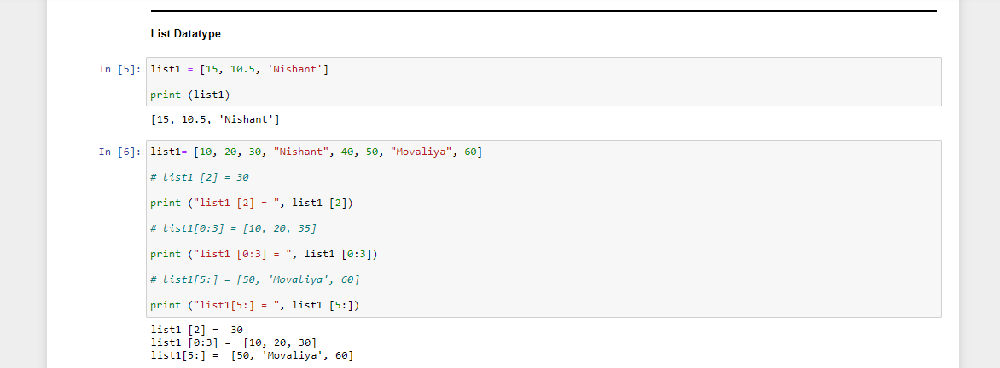 List Datatype
In [5]: list1 = [15, 10.5, 'Nishant']
print (list1)
[15, 10.5, 'Nishant']
In [6]: list1= [10, 20, 30, "Nishant", 40, 50, "Movaliya", 60]
# list1 [2] = 30
print ("list1 [2] = ", list1 [2])
# list1[0:3] = [10, 20, 35]
print ("list1 [0:3] = ", list1 [0:3])
# list1[5:] = [50, 'Movaliya', 60]
print ("list1[5:] = ", list1 [5:])
list1 [2] =  30
list1 [0:3] =  [10, 20, 30]
list1[5:] =  [50, 'Movaliya', 60]